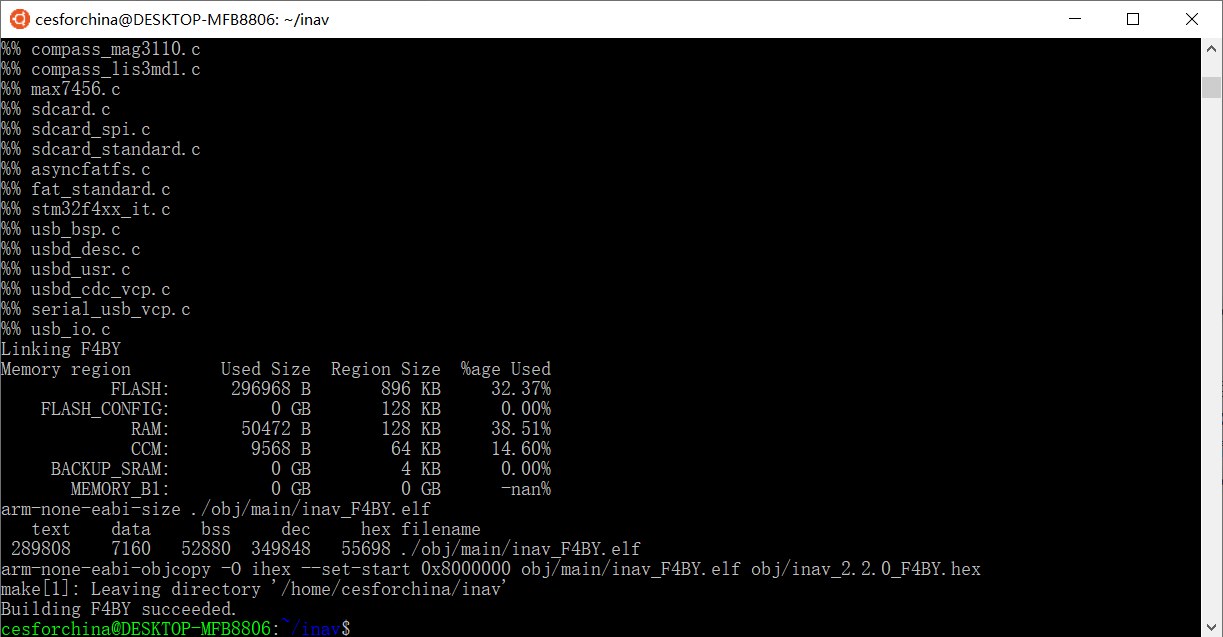 cesforchina@DESKTOP-MFB8806: ~/inav
%% compass_mag3110.c
%% compass_lis3mdl.c
%% max7456.c
%% sdcard.c
%% sdcard_spi.c
%% sdcard_standard.c
%% asyncfatfs.c
%% fat_standard.c
%% stm32f4xx_it.c
%% usb_bsp.c
%% usbd_desc.c
%% usbd_usr.c
%% usbd_cdc_vcp.c
%% serial_usb_vcp.c
%% usb_io.c
Linking F4BY
Memory region         Used Size  Region Size  %age Used
           FLASH:      296968 B       896 KB     32.37%
    FLASH_CONFIG:          0 GB       128 KB      0.00%
             RAM:       50472 B       128 KB     38.51%
             CCM:        9568 B        64 KB     14.60%
     BACKUP_SRAM:          0 GB         4 KB      0.00%
       MEMORY_B1:          0 GB         0 GB      -nan%
arm-none-eabi-size ./obj/main/inav_F4BY.elf
   text    data     bss     dec     hex filename
 289808    7160   52880  349848   55698 ./obj/main/inav_F4BY.elf
arm-none-eabi-objcopy -O ihex --set-start 0x8000000 obj/main/inav_F4BY.elf obj/inav_2.2.0_F4BY.hex
make[1]: Leaving directory '/home/cesforchina/inav'
Building F4BY succeeded.
cesforchina@DESKTOP-MFB8806:~/inav$